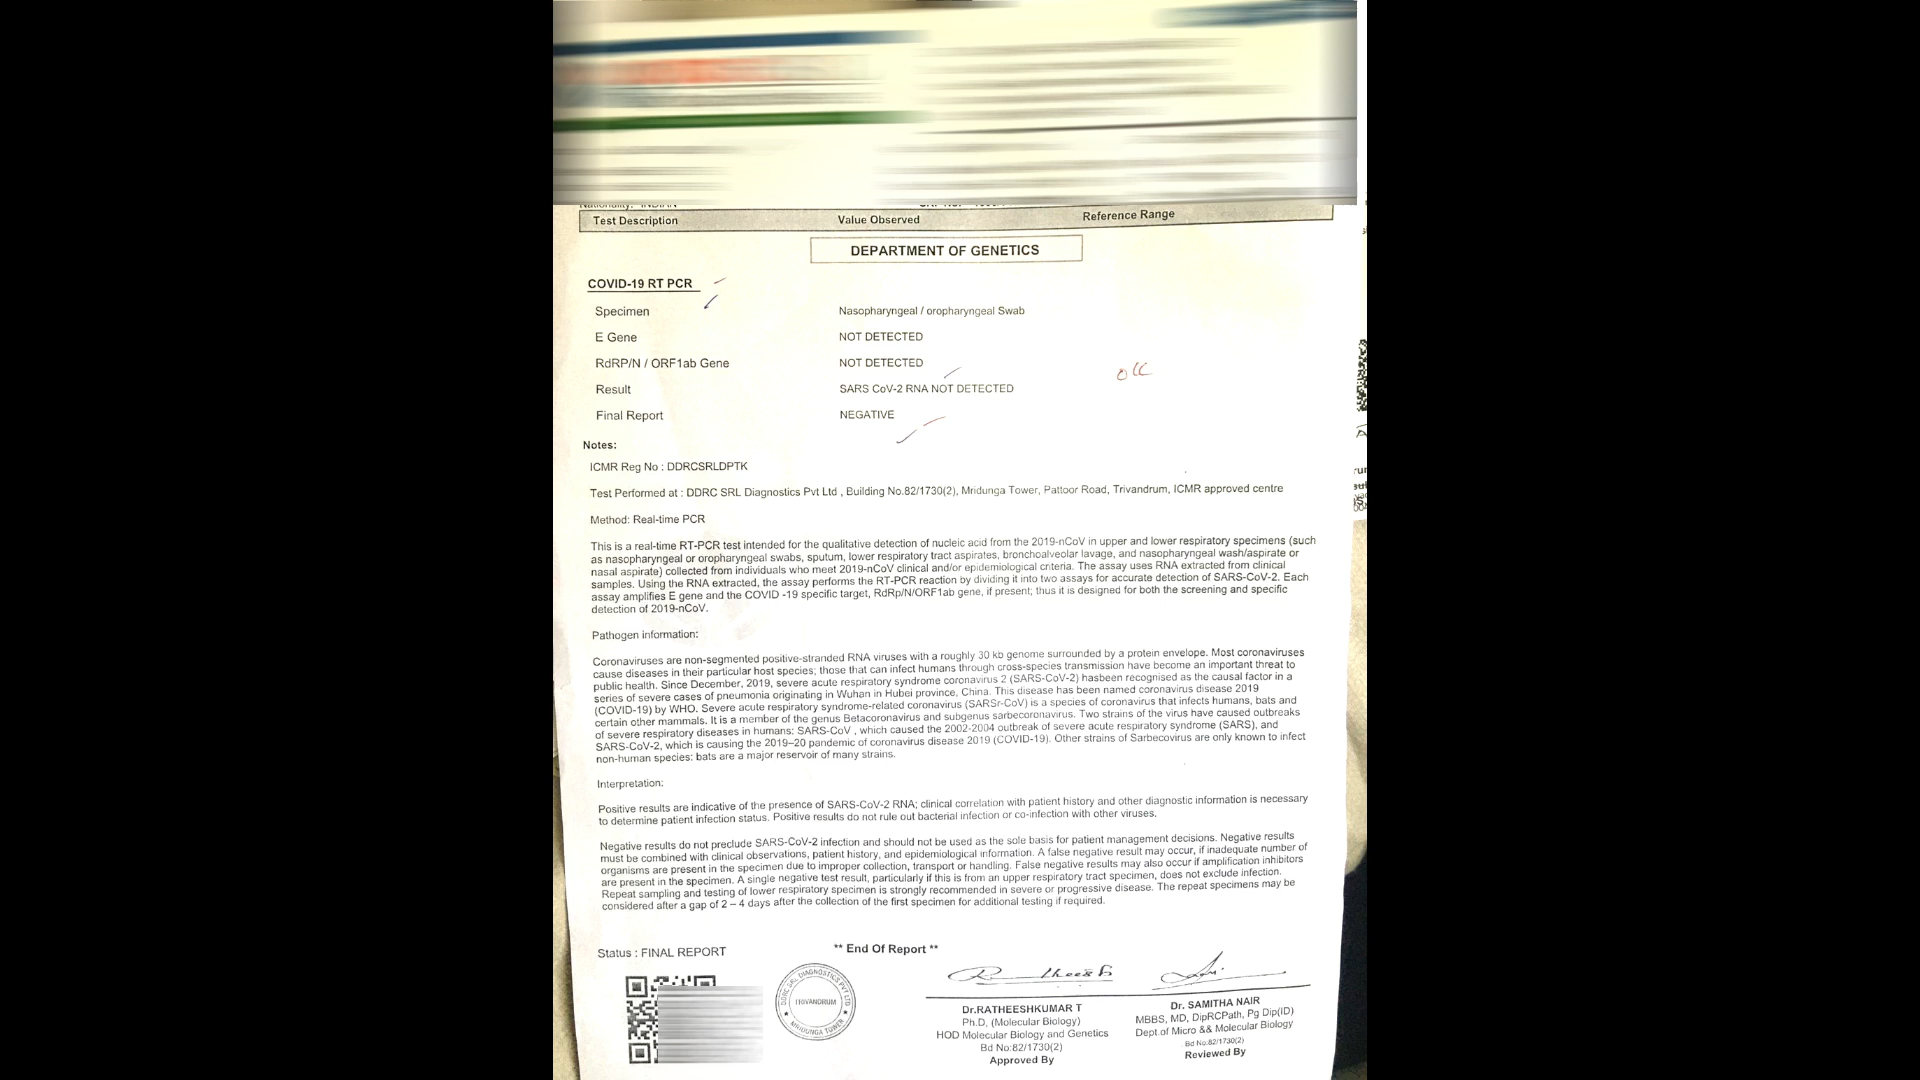 Nationality: INDIAN
Test Description Value Observed Reference Range
DEPARTMENT OF GENETICS
COVID-19 RT PCR
Specimen Nasopharyngeal / oropharyngeal Swab
E Gene NOT DETECTED
RdRP/N / ORF1ab Gene NOT DETECTED
Result SARS CoV-2 RNA NOT DETECTED
Final Report NEGATIVE
Notes:
ICMR Reg No : DDRCSRLDPTK
Test Performed at : DDRC SRL Diagnostics Pvt Ltd , Building No.82/1730(2), Mridunga Tower, Pattoor Road, Trivandrum, ICMR approved centre
Method: Real-time PCR
This is a real-time RT-PCR test intended for the qualitative detection of nucleic acid from the 2019-nCoV in upper and lower respiratory specimens (such
as nasopharyngeal or oropharyngeal swabs, sputum, lower respiratory tract aspirates, bronchoalveolar lavage, and nasopharyngeal wash/aspirate or
nasal aspirate) collected from individuals who meet 2019-nCoV clinical and/or epidemiological criteria. The assay uses RNA extracted from clinical
samples. Using the RNA extracted, the assay performs the RT-PCR reaction by dividing it into two assays for accurate detection of SARS-CoV-2. Each
assay amplifies E gene and the COVID -19 specific target, RdRp/N/ORF1ab gene, if present; thus it is designed for both the screening and specific
detection of 2019-nCoV.
Pathogen information:
Coronaviruses are non-segmented positive-stranded RNA viruses with a roughly 30 kb genome surrounded by a protein envelope. Most coronaviruses
cause diseases in their particular host species; those that can infect humans through cross-species transmission have become an important threat to
public health. Since December, 2019, severe acute respiratory syndrome coronavirus 2 (SARS-CoV-2) hasbeen recognised as the causal factor in a
series of severe cases of pneumonia originating in Wuhan in Hubei province, China. This disease has been named coronavirus disease 2019
(COVID-19) by WHO. Severe acute respiratory syndrome-related coronavirus (SARSr-CoV) is a species of coronavirus that infects humans, bats and
certain other mammals. It is a member of the genus Betacoronavirus and subgenus sarbecoronavirus. Two strains of the virus have caused outbreaks
of severe respiratory diseases in humans: SARS-CoV , which caused the 2002-2004 outbreak of severe acute respiratory syndrome (SARS), and
SARS-CoV-2, which is causing the 2019–20 pandemic of coronavirus disease 2019 (COVID-19). Other strains of Sarbecovirus are only known to infect
non-human species: bats are a major reservoir of many strains.
Interpretation:
Positive results are indicative of the presence of SARS-CoV-2 RNA; clinical correlation with patient history and other diagnostic information is necessary
to determine patient infection status. Positive results do not rule out bacterial infection or co-infection with other viruses.
Negative results do not preclude SARS-CoV-2 infection and should not be used as the sole basis for patient management decisions. Negative results
must be combined with clinical observations, patient history, and epidemiological information. A false negative result may occur, if inadequate number of
organisms are present in the specimen due to improper collection, transport or handling. False negative results may also occur if amplification inhibitors
are present in the specimen. A single negative test result, particularly if this is from an upper respiratory tract specimen, does not exclude infection.
Repeat sampling and testing of lower respiratory specimen is strongly recommended in severe or progressive disease. The repeat specimens may be
considered after a gap of 2 – 4 days after the collection of the first specimen for additional testing if required.
Status : FINAL REPORT ** End Of Report **
DDRC SRL DIAGNOSTICS PVT LTD
TRIVANDRUM
MRIDUNGA TOWER
Dr.RATHEESHKUMAR T
Ph.D, (Molecular Biology)
HOD Molecular Biology and Genetics
Bd No:82/1730(2)
Approved By
Dr. SAMITHA NAIR
MBBS, MD, DipRCPath, Pg Dip(ID)
Dept.of Micro && Molecular Biology
Bd No:82/1730(2)
Reviewed By